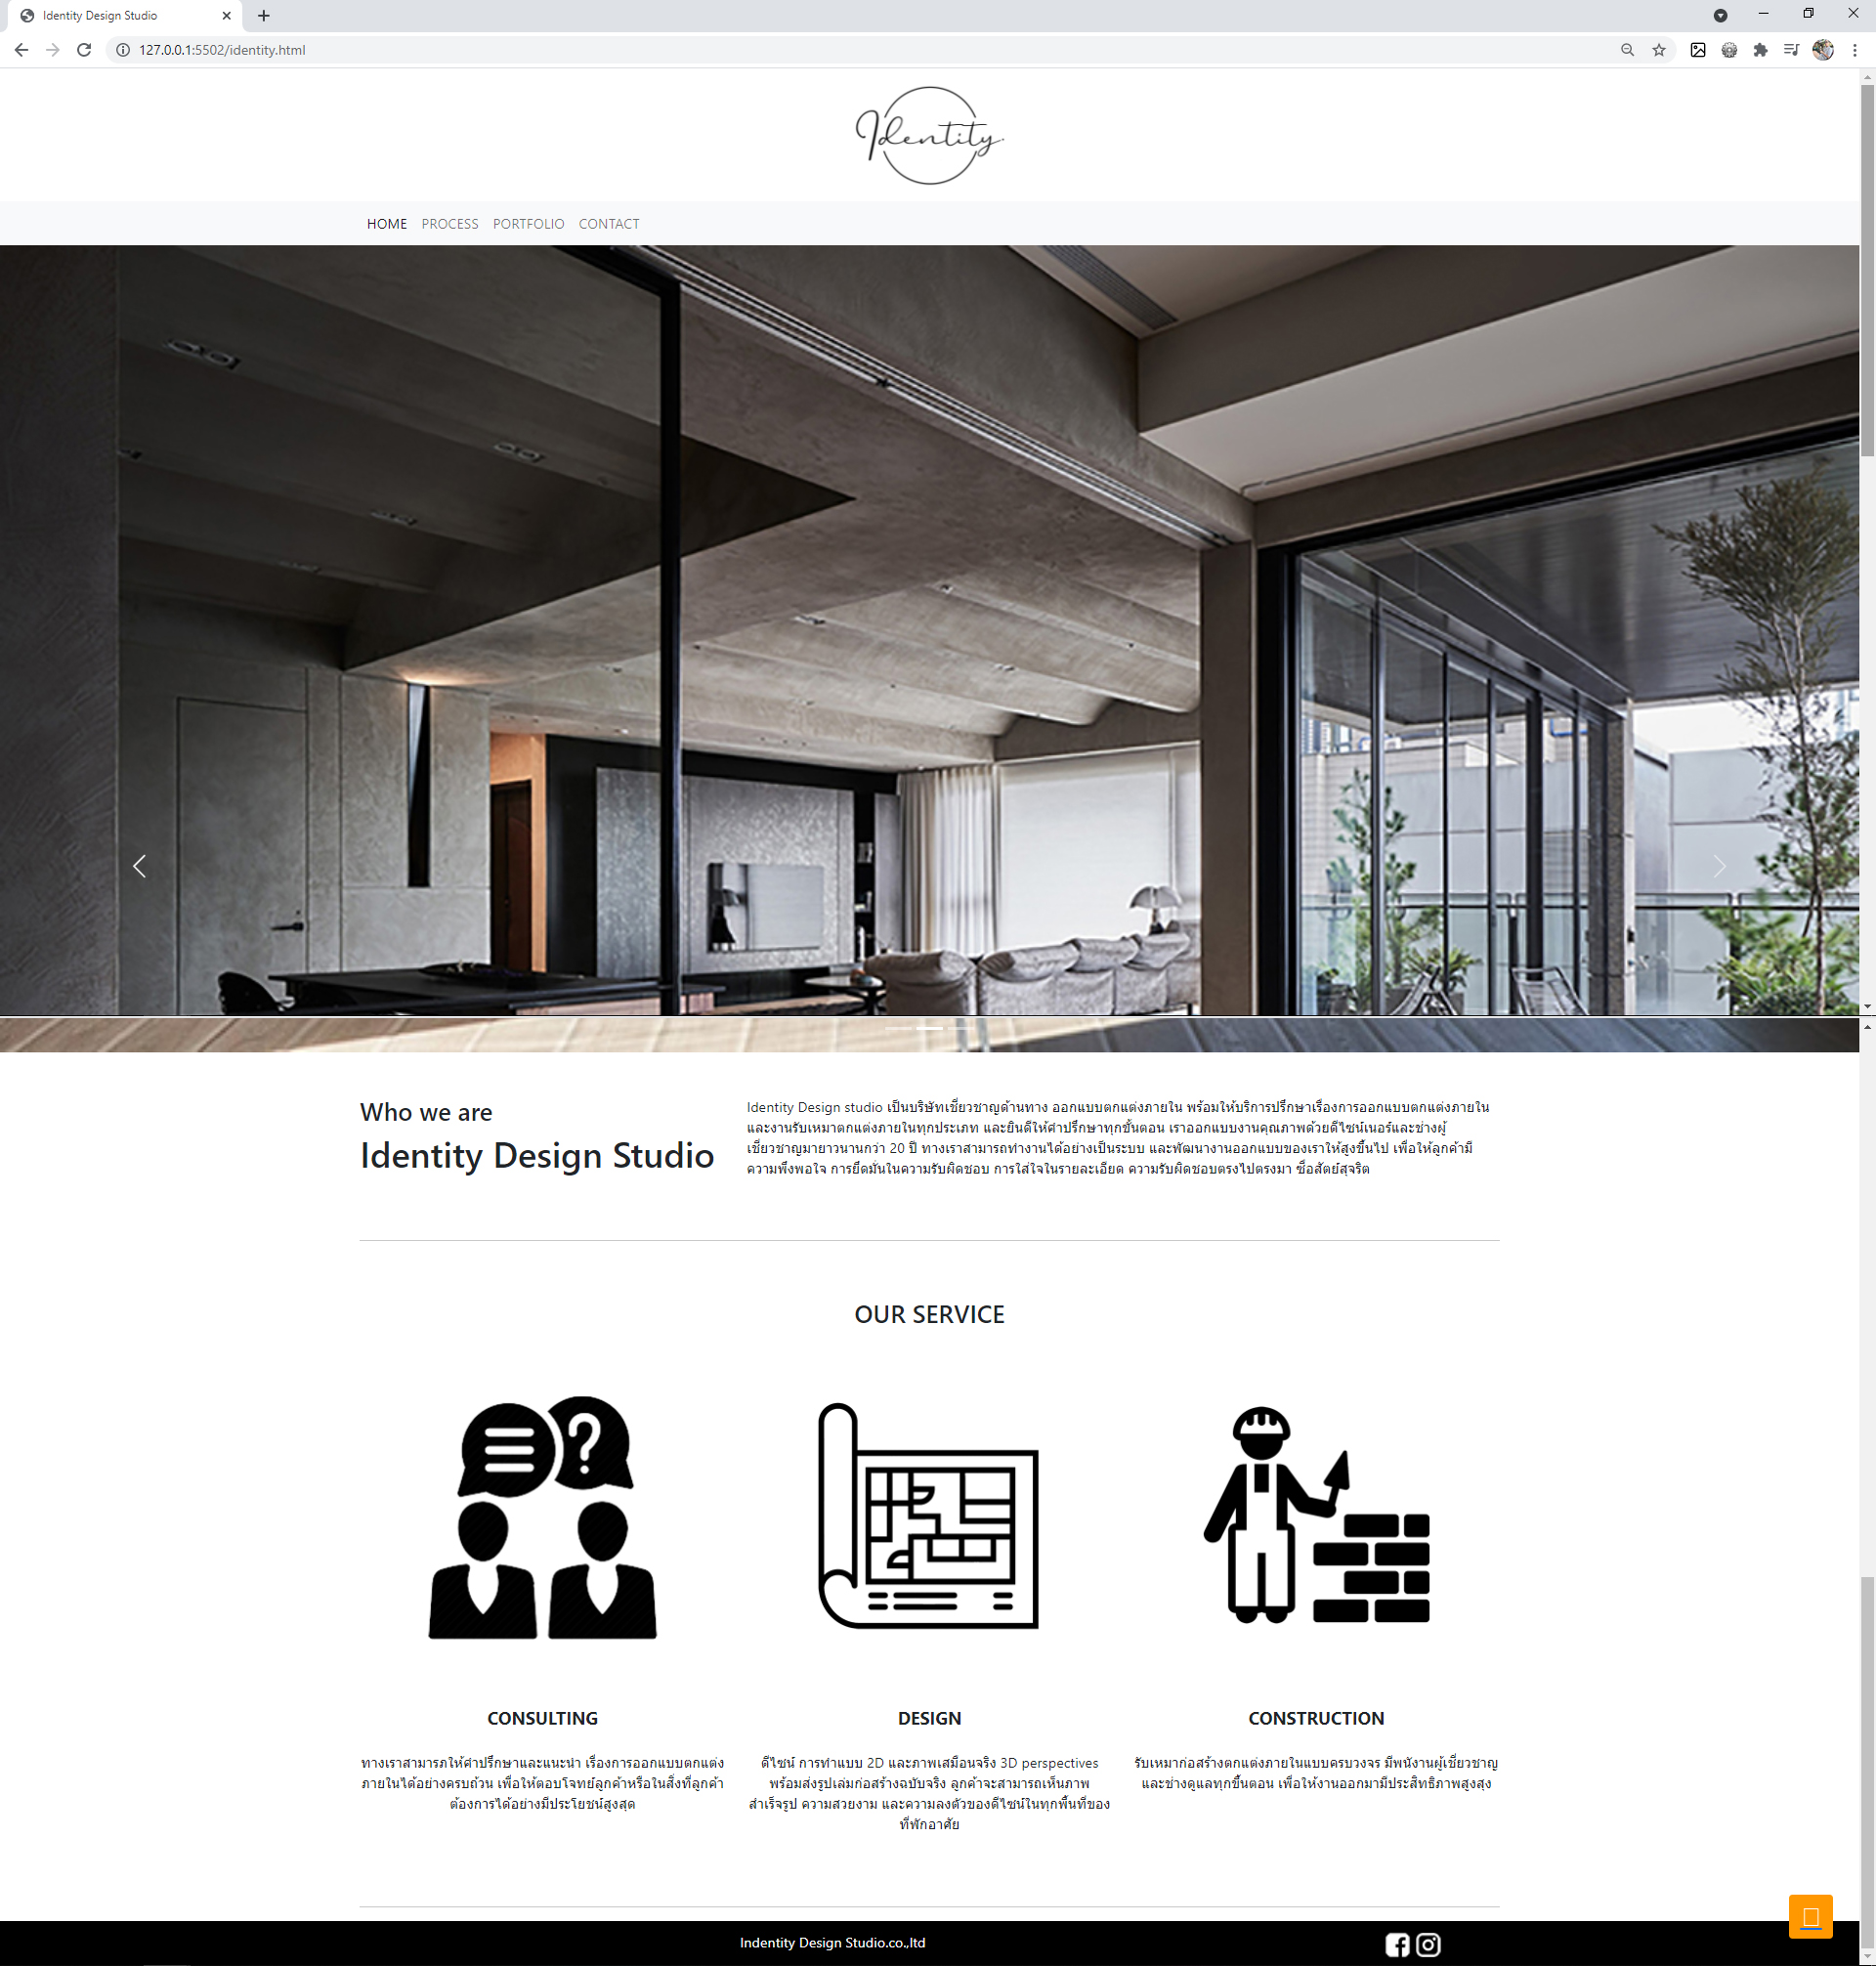 Identity Design Studio
127.0.0.1:5502/identity.html
Identity
HOME PROCESS PORTFOLIO CONTACT
Who we are
Identity Design Studio
Identity Design studio เป็นบริษัทเชี่ยวชาญด้านทาง ออกแบบตกแต่งภายใน พร้อมให้บริการปรึกษาเรื่องการออกแบบตกแต่งภายใน
และงานรับเหมาตกแต่งภายในทุกประเภท และยินดีให้คำปรึกษาทุกขั้นตอน เราออกแบบงานคุณภาพด้วยดีไซน์เนอร์และช่างผู้
เชี่ยวชาญมายาวนานกว่า 20 ปี ทางเราสามารถทำงานได้อย่างเป็นระบบ และพัฒนางานออกแบบของเราให้สูงขึ้นไป เพื่อให้ลูกค้ามี
ความพึงพอใจ การยึดมั่นในความรับผิดชอบ การใส่ใจในรายละเอียด ความรับผิดชอบตรงไปตรงมา ซื่อสัตย์สุจริต
OUR SERVICE
CONSULTING
ทางเราสามารถให้คำปรึกษาและแนะนำ เรื่องการออกแบบตกแต่ง
ภายในได้อย่างครบถ้วน เพื่อให้ตอบโจทย์ลูกค้าหรือในสิ่งที่ลูกค้า
ต้องการได้อย่างมีประโยชน์สูงสุด
DESIGN
ดีไซน์ การทำแบบ 2D และภาพเสมือนจริง 3D perspectives
พร้อมส่งรูปเล่มก่อสร้างฉบับจริง ลูกค้าจะสามารถเห็นภาพ
สำเร็จรูป ความสวยงาม และความลงตัวของดีไซน์ในทุกพื้นที่ของ
ที่พักอาศัย
CONSTRUCTION
รับเหมาก่อสร้างตกแต่งภายในแบบครบวงจร มีพนังานผู้เชี่ยวชาญ
และช่างดูแลทุกขึ้นตอน เพื่อให้งานออกมามีประสิทธิภาพสูงสุง
Indentity Design Studio.co.,ltd